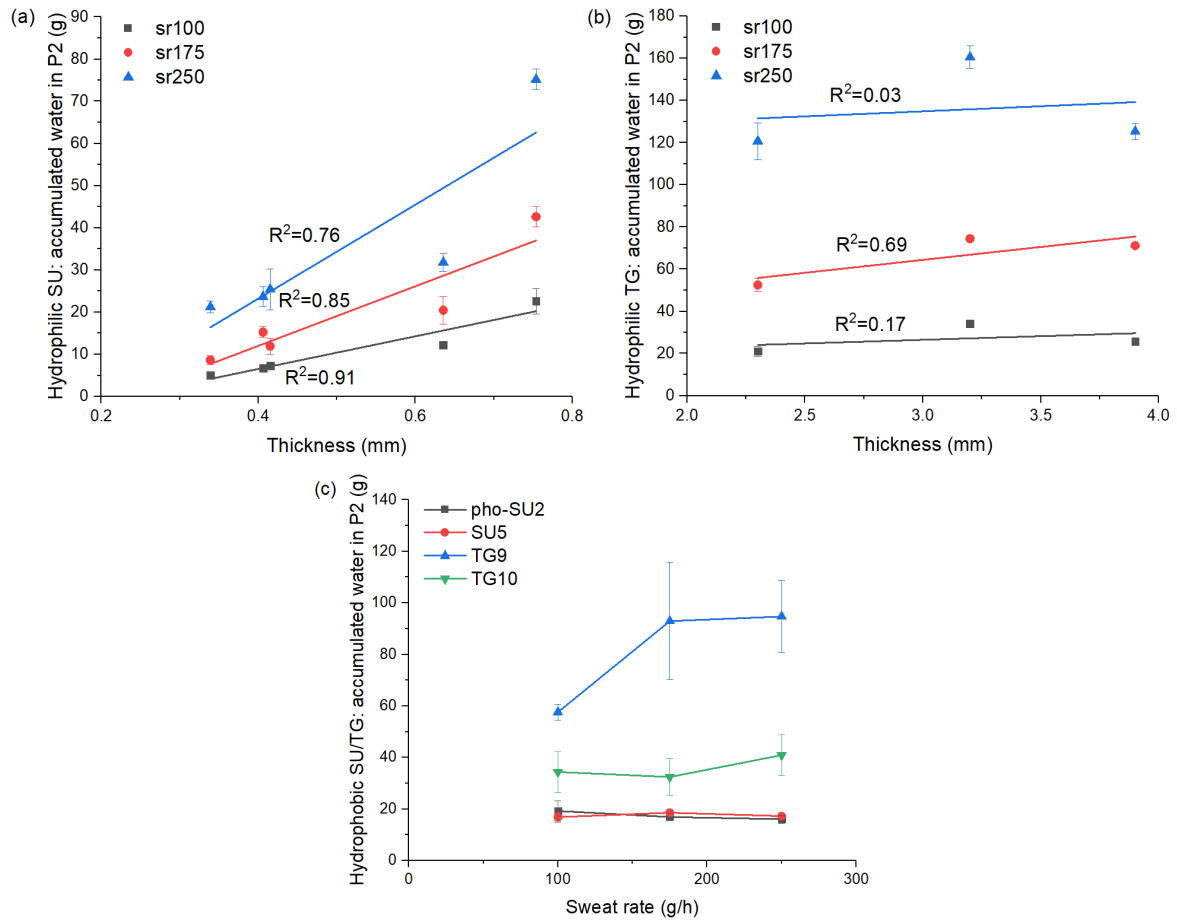 (a)
Hydrophilic SU: accumulated water in P2 (g)
90
80
70
60
50
40
30
20
10
0
sr100
sr175
sr250
R²=0.76
R²=0.85
R²=0.91
0.2
0.4
0.6
0.8
Thickness (mm)
(b)
Hydrophilic TG: accumulated water in P2 (g)
180
160
140
120
100
80
60
40
20
0
sr100
sr175
sr250
R²=0.03
R²=0.69
R²=0.17
2.0
2.5
3.0
3.5
4.0
Thickness (mm)
(c)
Hydrophobic SU/TG: accumulated water in P2 (g)
140
120
100
80
60
40
20
0
pho-SU2
SU5
TG9
TG10
0
100
200
300
Sweat rate (g/h)